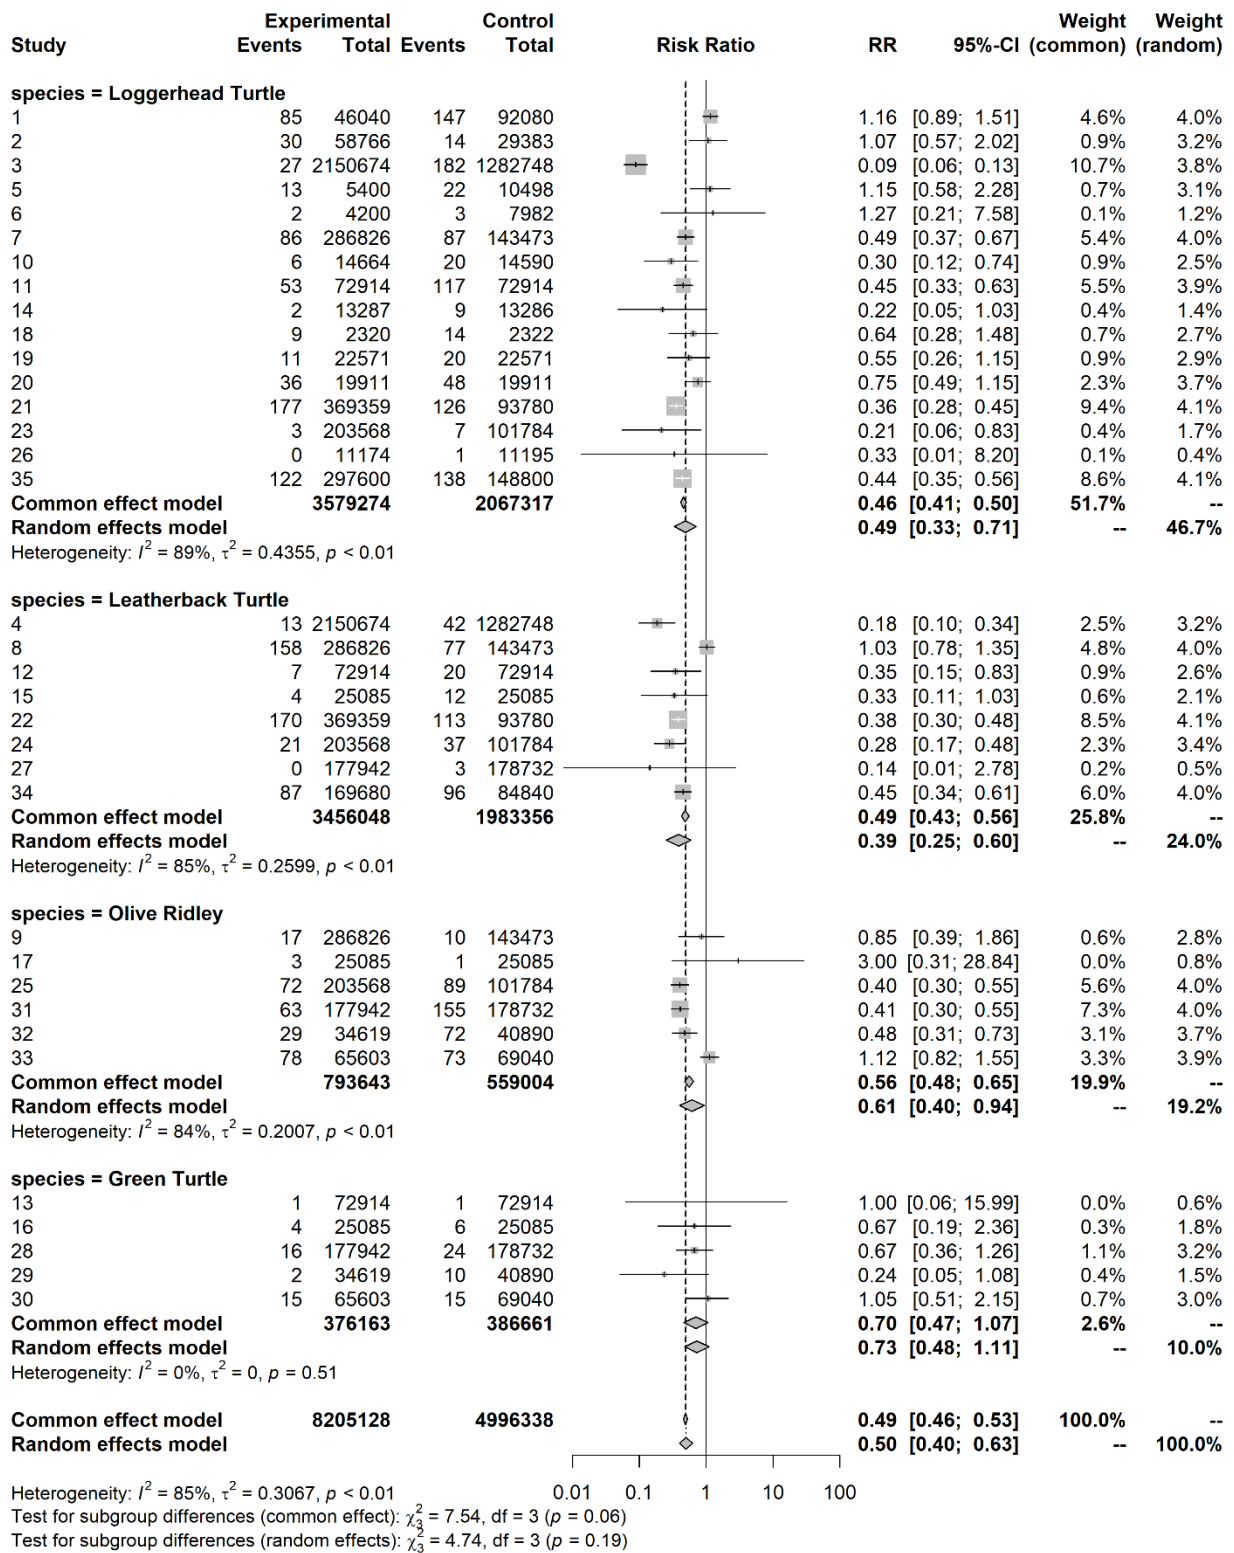 Experimental Control Weight Weight
Study Events Total Events Total Risk Ratio RR 95%-CI (common) (random)
species = Loggerhead Turtle
1 85 46040 147 92080 1.16 [0.89; 1.51] 4.6% 4.0%
2 30 58766 14 29383 1.07 [0.57; 2.02] 0.9% 3.2%
3 27 2150674 182 1282748 0.09 [0.06; 0.13] 10.7% 3.8%
5 13 5400 22 10498 1.15 [0.58; 2.28] 0.7% 3.1%
6 2 4200 3 7982 1.27 [0.21; 7.58] 0.1% 1.2%
7 86 286826 87 143473 0.49 [0.37; 0.67] 5.4% 4.0%
10 6 14664 20 14590 0.30 [0.12; 0.74] 0.9% 2.5%
11 53 72914 117 72914 0.45 [0.33; 0.63] 5.5% 3.9%
14 2 13287 9 13286 0.22 [0.05; 1.03] 0.4% 1.4%
18 9 2320 14 2322 0.64 [0.28; 1.48] 0.7% 2.7%
19 11 22571 20 22571 0.55 [0.26; 1.15] 0.9% 2.9%
20 36 19911 48 19911 0.75 [0.49; 1.15] 2.3% 3.7%
21 177 369359 126 93780 0.36 [0.28; 0.45] 9.4% 4.1%
23 3 203568 7 101784 0.21 [0.06; 0.83] 0.4% 1.7%
26 0 11174 1 11195 0.33 [0.01; 8.20] 0.1% 0.4%
35 122 297600 138 148800 0.44 [0.35; 0.56] 8.6% 4.1%
Common effect model 3579274 2067317 0.46 [0.41; 0.50] 51.7% --
Random effects model 0.49 [0.33; 0.71] -- 46.7%
Heterogeneity: I² = 89%, τ² = 0.4355, p < 0.01
species = Leatherback Turtle
4 13 2150674 42 1282748 0.18 [0.10; 0.34] 2.5% 3.2%
8 158 286826 77 143473 1.03 [0.78; 1.35] 4.8% 4.0%
12 7 72914 20 72914 0.35 [0.15; 0.83] 0.9% 2.6%
15 4 25085 12 25085 0.33 [0.11; 1.03] 0.6% 2.1%
22 170 369359 113 93780 0.38 [0.30; 0.48] 8.5% 4.1%
24 21 203568 37 101784 0.28 [0.17; 0.48] 2.3% 3.4%
27 0 177942 3 178732 0.14 [0.01; 2.78] 0.2% 0.5%
34 87 169680 96 84840 0.45 [0.34; 0.61] 6.0% 4.0%
Common effect model 3456048 1983356 0.49 [0.43; 0.56] 25.8% --
Random effects model 0.39 [0.25; 0.60] -- 24.0%
Heterogeneity: I² = 85%, τ² = 0.2599, p < 0.01
species = Olive Ridley
9 17 286826 10 143473 0.85 [0.39; 1.86] 0.6% 2.8%
17 3 25085 1 25085 3.00 [0.31; 28.84] 0.0% 0.8%
25 72 203568 89 101784 0.40 [0.30; 0.55] 5.6% 4.0%
31 63 177942 155 178732 0.41 [0.30; 0.55] 7.3% 4.0%
32 29 34619 72 40890 0.48 [0.31; 0.73] 3.1% 3.7%
33 78 65603 73 69040 1.12 [0.82; 1.55] 3.3% 3.9%
Common effect model 793643 559004 0.56 [0.48; 0.65] 19.9% --
Random effects model 0.61 [0.40; 0.94] -- 19.2%
Heterogeneity: I² = 84%, τ² = 0.2007, p < 0.01
species = Green Turtle
13 1 72914 1 72914 1.00 [0.06; 15.99] 0.0% 0.6%
16 4 25085 6 25085 0.67 [0.19; 2.36] 0.3% 1.8%
28 16 177942 24 178732 0.67 [0.36; 1.26] 1.1% 3.2%
29 2 34619 10 40890 0.24 [0.05; 1.08] 0.4% 1.5%
30 15 65603 15 69040 1.05 [0.51; 2.15] 0.7% 3.0%
Common effect model 376163 386661 0.70 [0.47; 1.07] 2.6% --
Random effects model 0.73 [0.48; 1.11] -- 10.0%
Heterogeneity: I² = 0%, τ² = 0, p = 0.51
Common effect model 8205128 4996338 0.49 [0.46; 0.53] 100.0% --
Random effects model 0.50 [0.40; 0.63] -- 100.0%
0.01 0.1 1 10 100
Heterogeneity: I² = 85%, τ² = 0.3067, p < 0.01
Test for subgroup differences (common effect): χ²₃ = 7.54, df = 3 (p = 0.06)
Test for subgroup differences (random effects): χ²₃ = 4.74, df = 3 (p = 0.19)